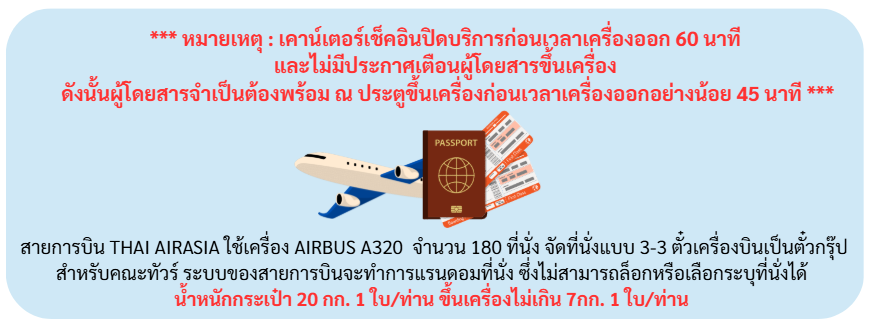 *** หมายเหตุ : เคาน์เตอร์เช็คอินปิดบริการก่อนเวลาเครื่องออก 60 นาที
และไม่มีประกาศเตือนผู้โดยสารขึ้นเครื่อง
ดังนั้นผู้โดยสารจำเป็นต้องพร้อม ณ ประตูขึ้นเครื่องก่อนเวลาเครื่องออกอย่างน้อย 45 นาที ***
PASSPORT
สายการบิน THAI AIRASIA ใช้เครื่อง AIRBUS A320 จำนวน 180 ที่นั่ง จัดที่นั่งแบบ 3-3 ตั๋วเครื่องบินเป็นตั๋วกรุ๊ป
สำหรับคณะทัวร์ ระบบของสายการบินจะทำการแรนดอมที่นั่ง ซึ่งไม่สามารถล็อกหรือเลือกระบุที่นั่งได้
น้ำหนักกระเป๋า 20 กก. 1 ใบ/ท่าน ขึ้นเครื่องไม่เกิน 7กก. 1 ใบ/ท่าน